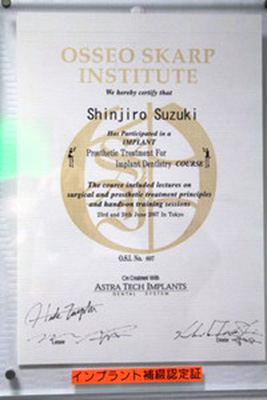 OSSEO SKARP
INSTITUTE
We hereby certify that
Shinjiro Suzuki
Has Participated in a
IMPLANT
Prosthetic Treatment For
Implant Dentistry COURSE
The course included lectures on
surgical and prosthetic treatment principles
and hands-on training sessions
23rd and 24th June 2007 In Tokyo
O.S.I. No. 607
Co-Created With
ASTRA TECH IMPLANTS
DENTAL SYSTEM
インプラント補綴認定証